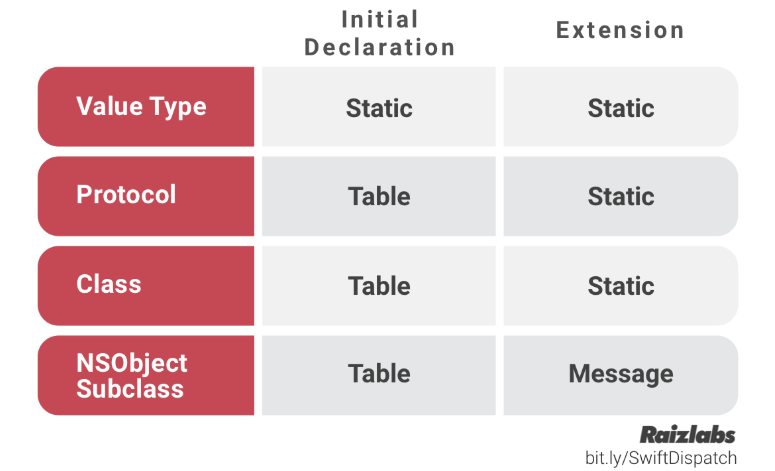 Initial
Declaration
Extension
Value Type
Static
Static
Protocol
Table
Static
Class
Table
Static
NSObject
Subclass
Table
Message
Raizlabs
bit.ly/SwiftDispatch